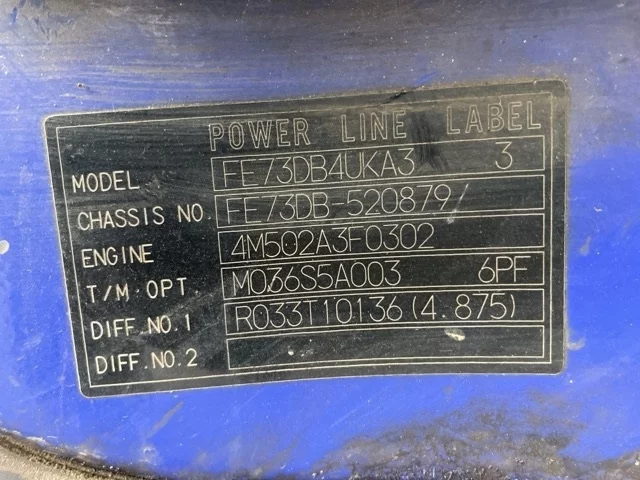 POWER LINE LABEL
MODEL FE73DB4UKA3 3
CHASSIS NO. FE73DB-520879/
ENGINE 4M502A3F0302
T/M·OPT. M036S5A003 6PF
DIFF.NO.1 R033T10136(4.875)
DIFF.NO.2